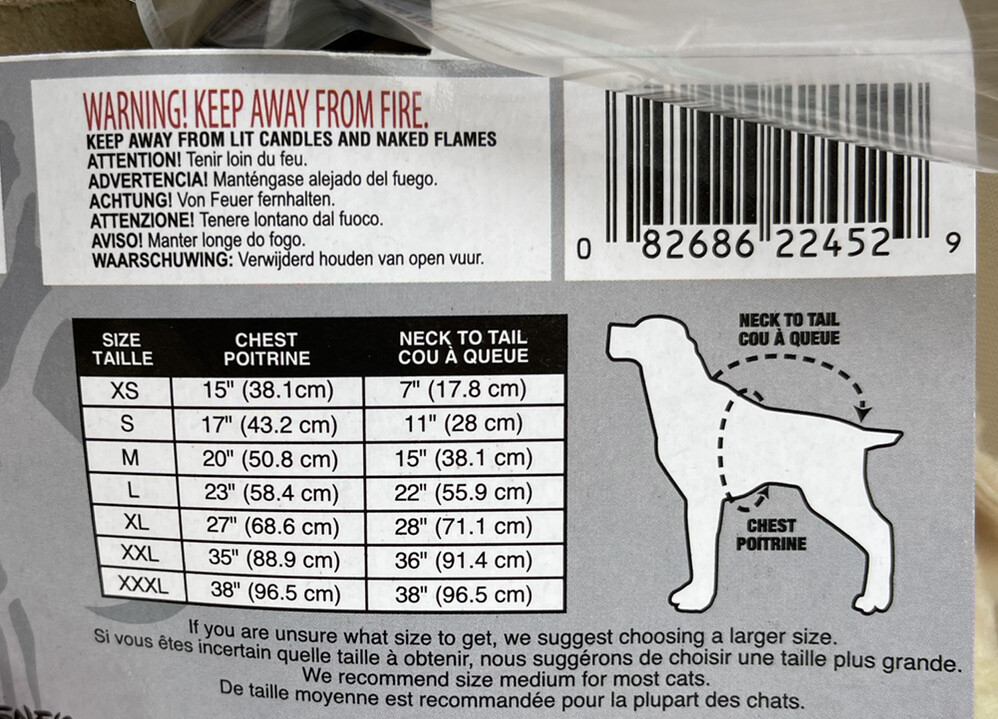 WARNING! KEEP AWAY FROM FIRE.
KEEP AWAY FROM LIT CANDLES AND NAKED FLAMES
ATTENTION! Tenir loin du feu.
ADVERTENCIA! Manténgase alejado del fuego.
ACHTUNG! Von Feuer fernhalten.
ATTENZIONE! Tenere lontano dal fuoco.
AVISO! Manter longe do fogo.
WAARSCHUWING: Verwijderd houden van open vuur.
0 82686 22452 9
SIZE CHEST NECK TO TAIL
TAILLE POITRINE COU À QUEUE
XS 15" (38.1cm) 7" (17.8 cm)
S 17" (43.2 cm) 11" (28 cm)
M 20" (50.8 cm) 15" (38.1 cm)
L 23" (58.4 cm) 22" (55.9 cm)
XL 27" (68.6 cm) 28" (71.1 cm)
XXL 35" (88.9 cm) 36" (91.4 cm)
XXXL 38" (96.5 cm) 38" (96.5 cm)
NECK TO TAIL
COU À QUEUE
CHEST
POITRINE
If you are unsure what size to get, we suggest choosing a larger size.
Si vous êtes incertain quelle taille à obtenir, nous suggérons de choisir une taille plus grande.
We recommend size medium for most cats.
De taille moyenne est recommandée pour la plupart des chats.